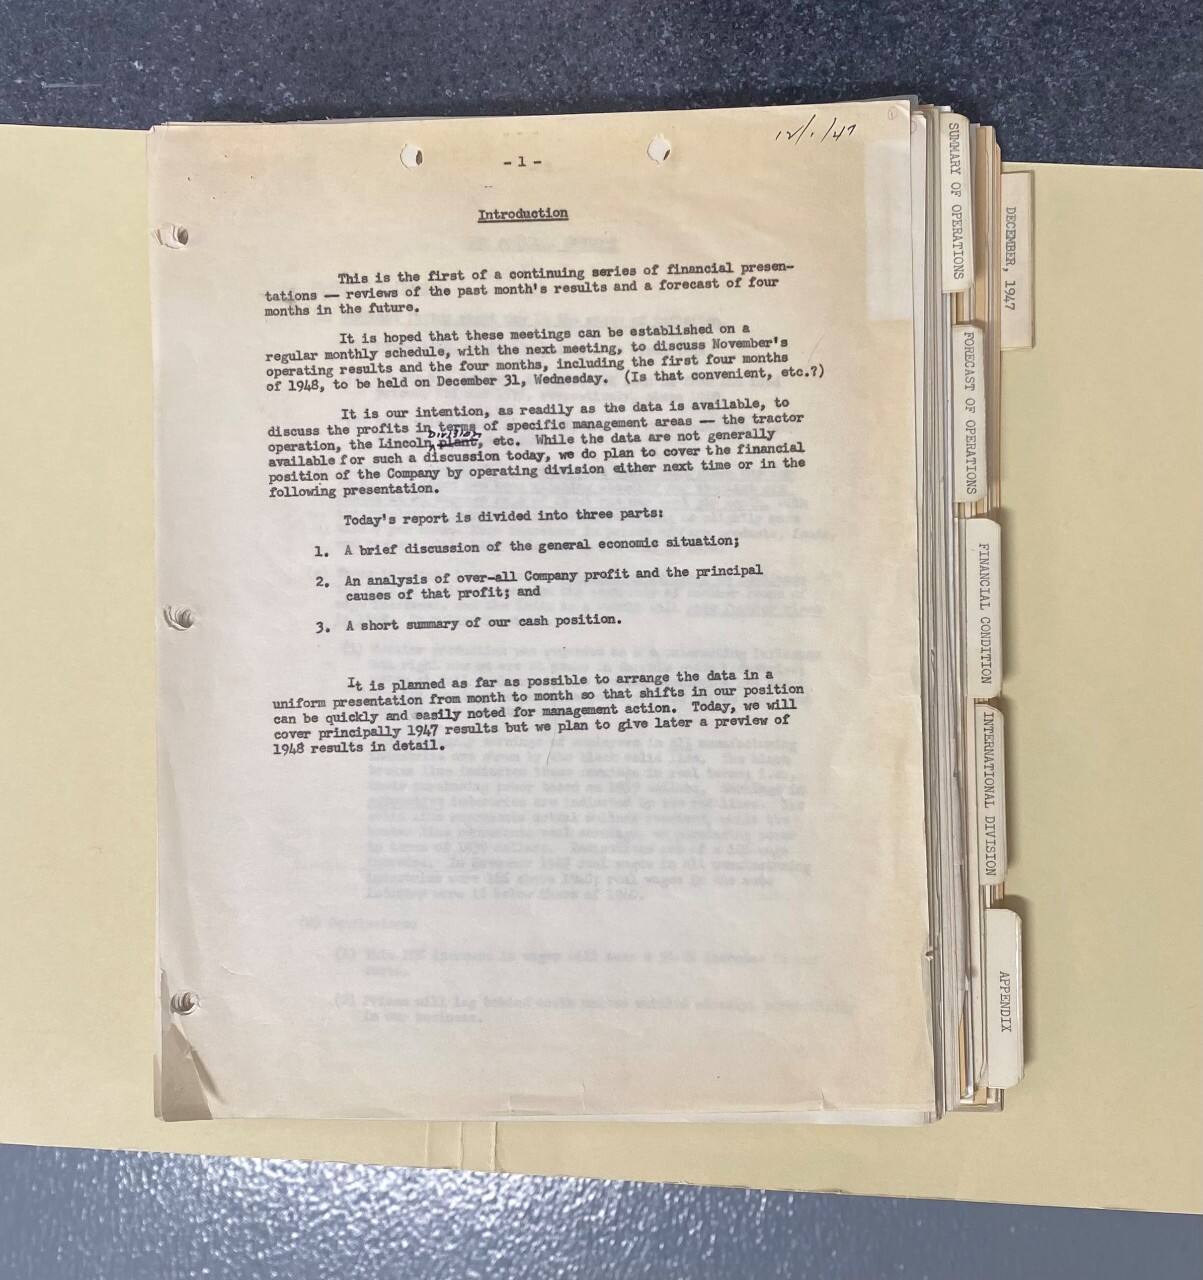 12/1/47
- 1 -
Introduction
This is the first of a continuing series of financial presen-
tations — reviews of the past month's results and a forecast of four
months in the future.
It is hoped that these meetings can be established on a
regular monthly schedule, with the next meeting, to discuss November's
operating results and the four months, including the first four months
of 1948, to be held on December 31, Wednesday. (Is that convenient, etc.?)
It is our intention, as readily as the data is available, to
discuss the profits in terms of specific management areas — the tractor
Division
operation, the Lincoln plant, etc. While the data are not generally
available for such a discussion today, we do plan to cover the financial
position of the Company by operating division either next time or in the
following presentation.
Today's report is divided into three parts:
1. A brief discussion of the general economic situation;
2. An analysis of over-all Company profit and the principal
causes of that profit; and
3. A short summary of our cash position.
It is planned as far as possible to arrange the data in a
uniform presentation from month to month so that shifts in our position
can be quickly and easily noted for management action. Today, we will
cover principally 1947 results but we plan to give later a preview of
1948 results in detail.
SUMMARY OF OPERATIONS
DECEMBER, 1947
FORECAST OF OPERATIONS
FINANCIAL CONDITION
INTERNATIONAL DIVISION
APPENDIX